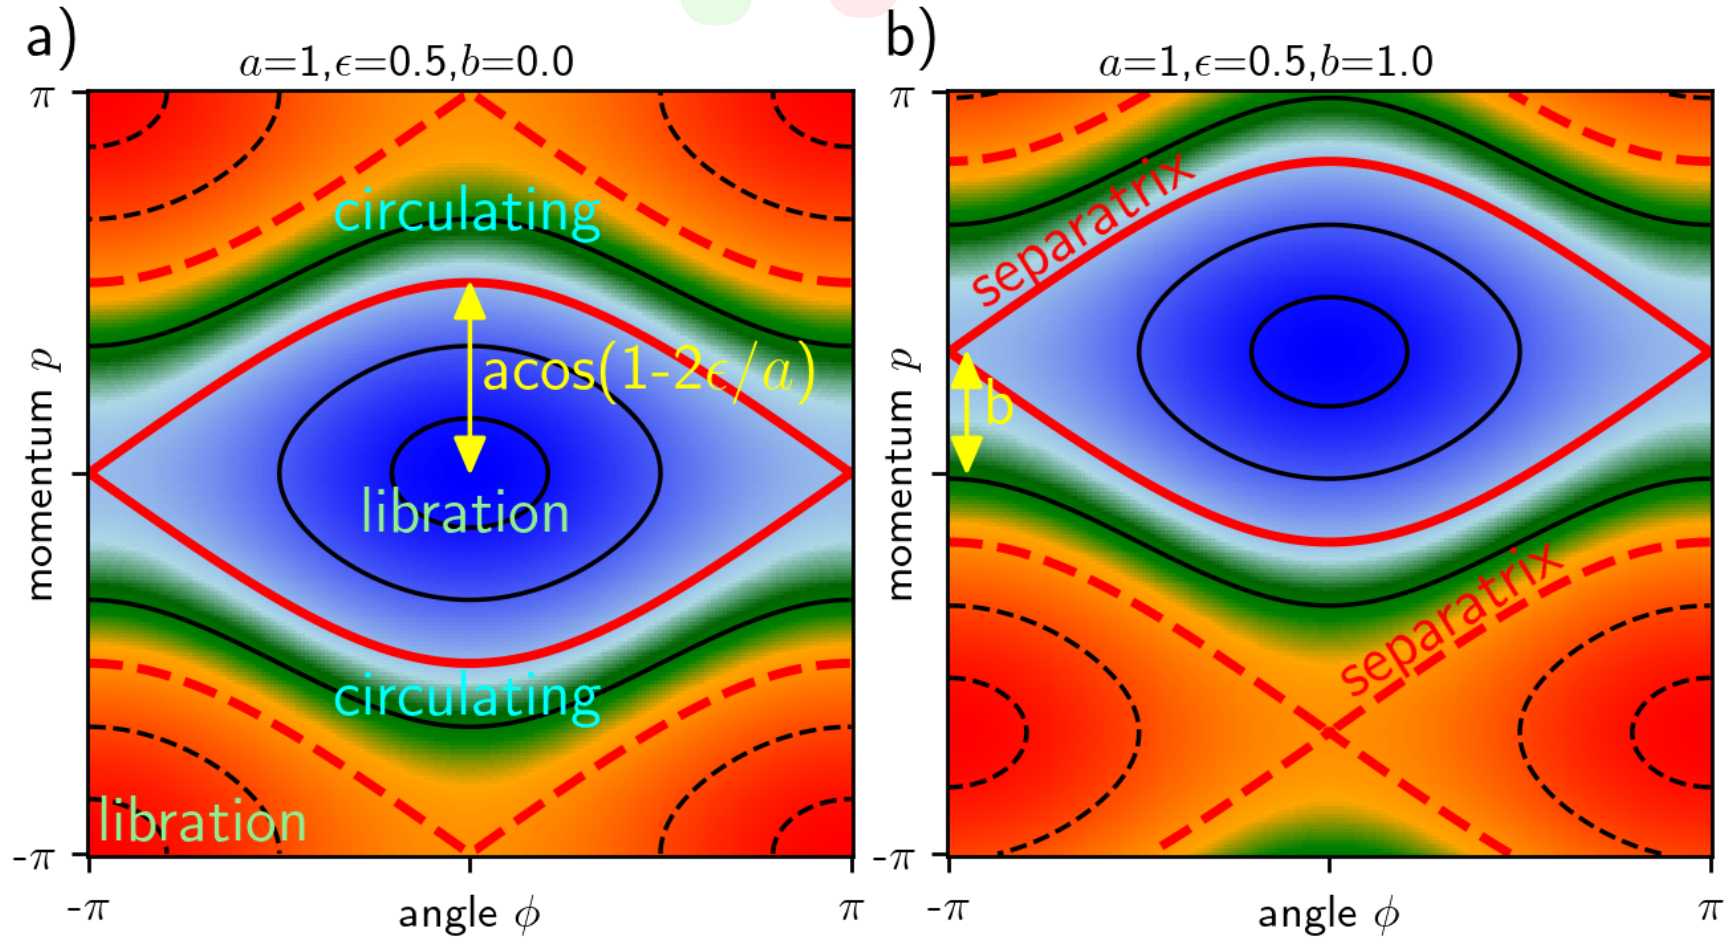 a)
a=1,ϵ=0.5,b=0.0
π
circulating
acos(1-2ϵ/a)
libration
circulating
libration
-π
momentum p
-π
π
angle ϕ
b)
a=1,ϵ=0.5,b=1.0
π
separatrix
b
separatrix
-π
momentum p
-π
π
angle ϕ